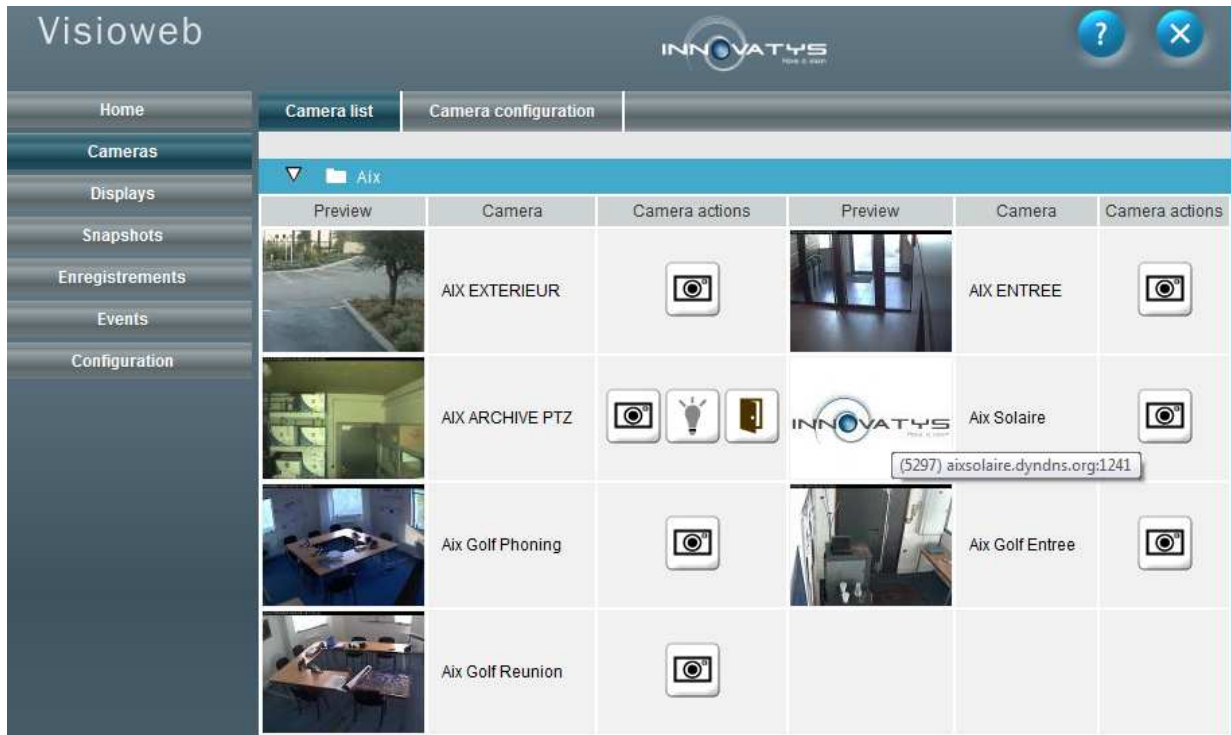 Visioweb
INNOVATYS
?
Home
Cameras
Displays
Snapshots
Enregistrements
Events
Configuration
Camera list
Camera configuration
Aix
Preview Camera Camera actions Preview Camera Camera actions
AIX EXTERIEUR
AIX ENTREE
AIX ARCHIVE PTZ
INNOVATYS
Aix Solaire
(5297) aixsolaire.dyndns.org:1241
Aix Golf Phoning
Aix Golf Entree
Aix Golf Reunion